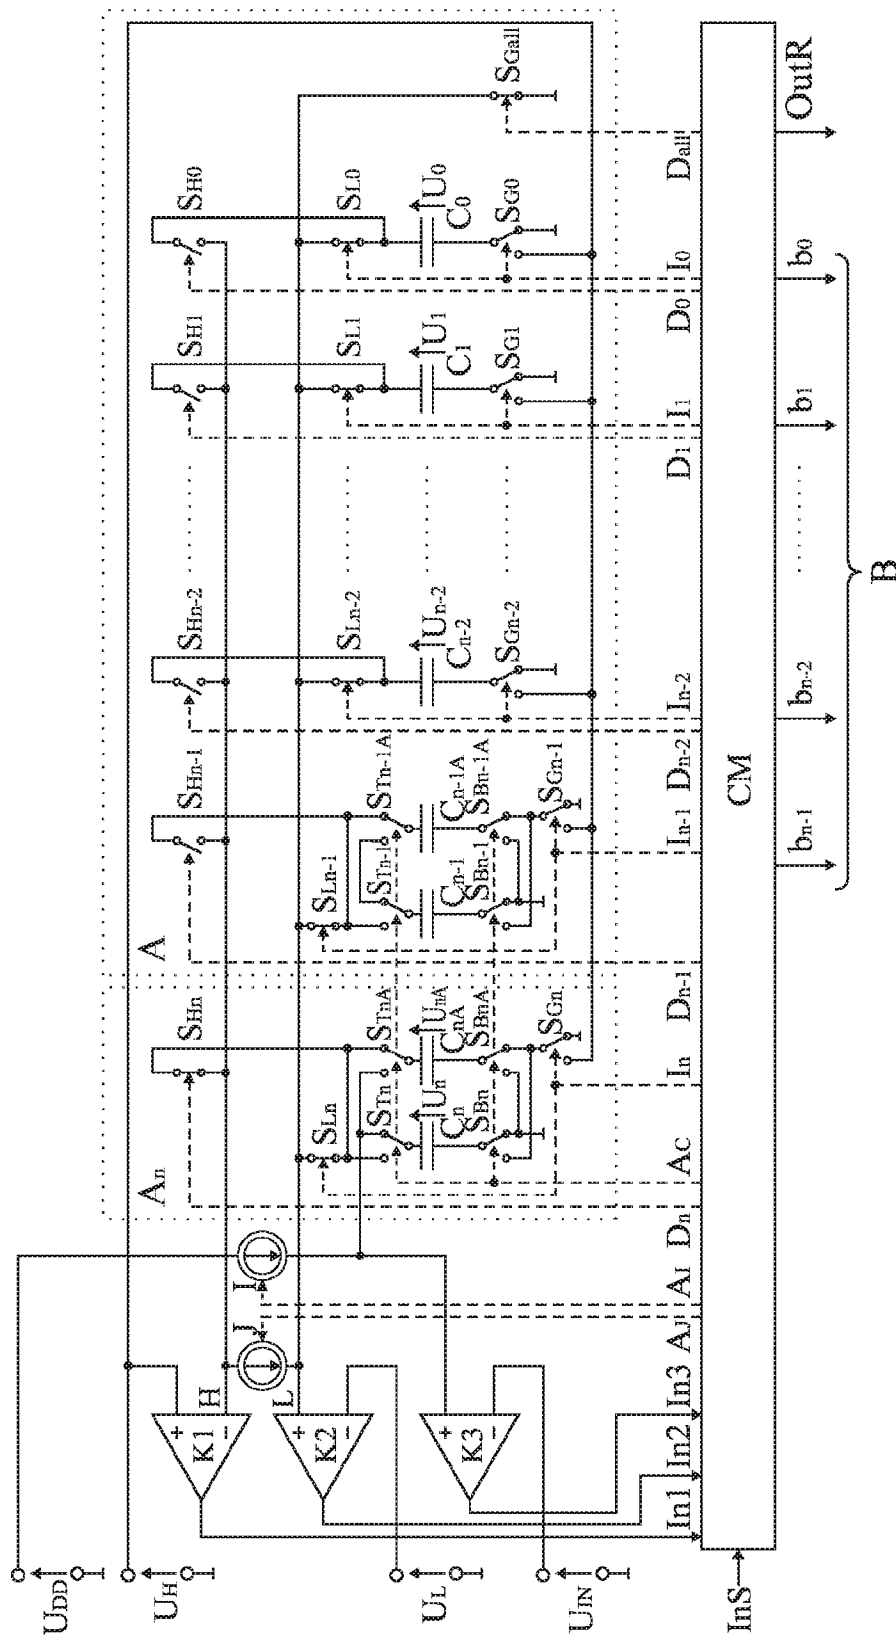 UDD
UH
UL
UIN
InS
K1
H
K2
L
K3
J
I
In1
In2
In3
AJ
AI
An
SHn
SLn
STn
STnA
Un
UnA
Cn
CnA
SBn
SBnA
SGn
Dn
AC
In
A
SHn-1
SLn-1
STn-1
STn-1A
Cn-1
Cn-1A
SBn-1
SBn-1A
SGn-1
Dn-1
In-1
SHn-2
SLn-2
Un-2
Cn-2
SGn-2
Dn-2
In-2
SH1
SL1
U1
C1
SG1
D1
I1
SH0
SL0
U0
C0
SG0
D0
I0
SGall
Dall
CM
bn-1
bn-2
b1
b0
B
OutR